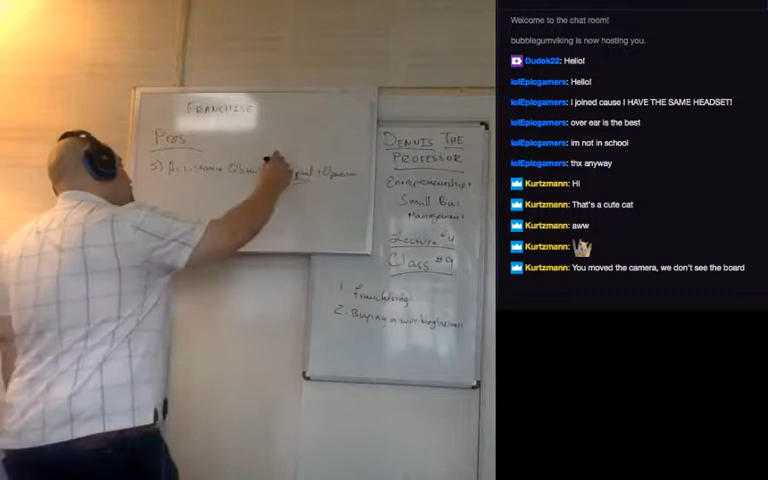 FRANCHISE
Pros
5)
DENNIS THE
PROFESSOR
Entrepreneurship +
Small Bus
Management
Lecture #4
Class #9
1. Franchising
2. Buying a working business
Welcome to the chat room!
bubblegumviking is now hosting you.
Dudok22: Hello!
lolEpicgamers: Hello!
lolEpicgamers: I joined cause I HAVE THE SAME HEADSET!
lolEpicgamers: over ear is the best
lolEpicgamers: im not in school
lolEpicgamers: thx anyway
Kurtzmann: Hi
Kurtzmann: That's a cute cat
Kurtzmann: aww
Kurtzmann:
Kurtzmann: You moved the camera, we don't see the board